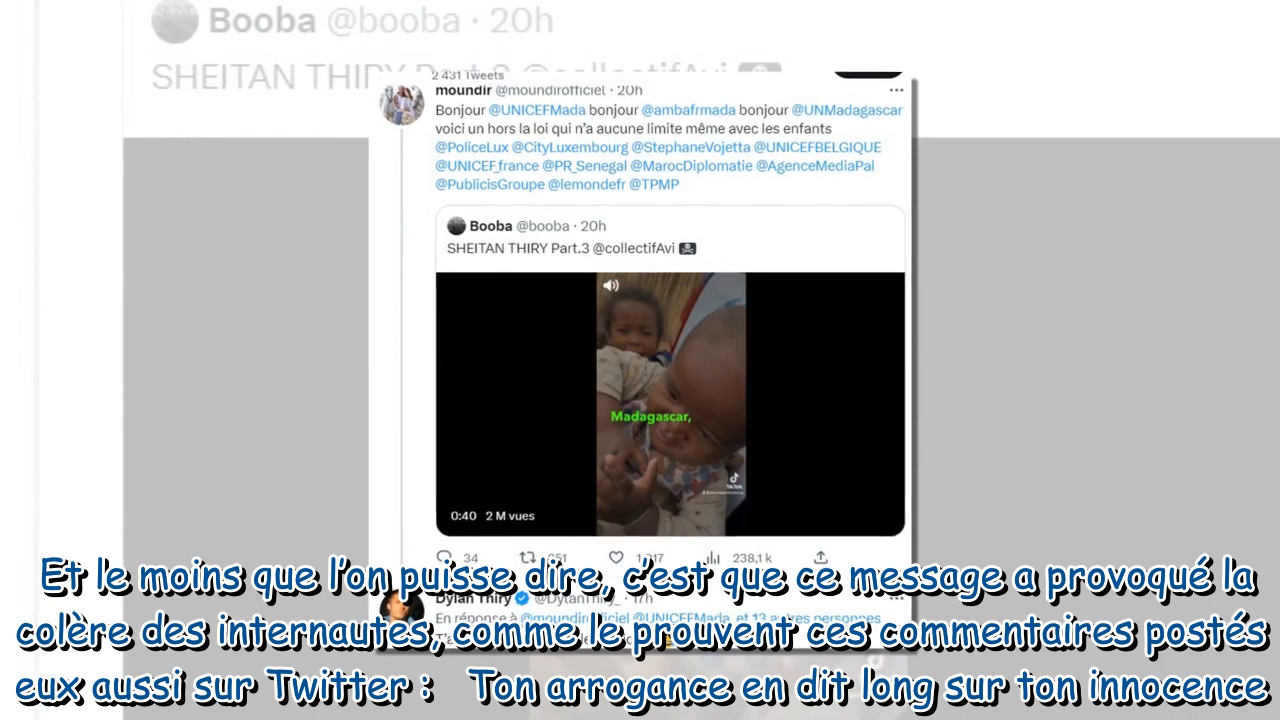 Booba @booba · 20h
SHEITAN THIRY Part.3 @collectifAvi
2 431 Tweets
moundir @moundirofficiel · 20h
Bonjour @UNICEFMada bonjour @ambafrmada bonjour @UNMadagascar
voici un hors la loi qui n’a aucune limite même avec les enfants
@PoliceLux @CityLuxembourg @StephaneVojetta @UNICEFBELGIQUE
@UNICEF_france @PR_Senegal @MarocDiplomatie @AgenceMediaPal
@PublicisGroupe @lemondefr @TPMP
Booba @booba · 20h
SHEITAN THIRY Part.3 @collectifAvi
Madagascar,
TikTok
0:40 2 M vues
34 238,1 k
Dylan Thiry @DylanThiry_ · 17h
En réponse à @moundirofficiel @UNICEFMada et 13 autres personnes
Et le moins que l’on puisse dire, c’est que ce message a provoqué la
colère des internautes, comme le prouvent ces commentaires postés
eux aussi sur Twitter : Ton arrogance en dit long sur ton innocence